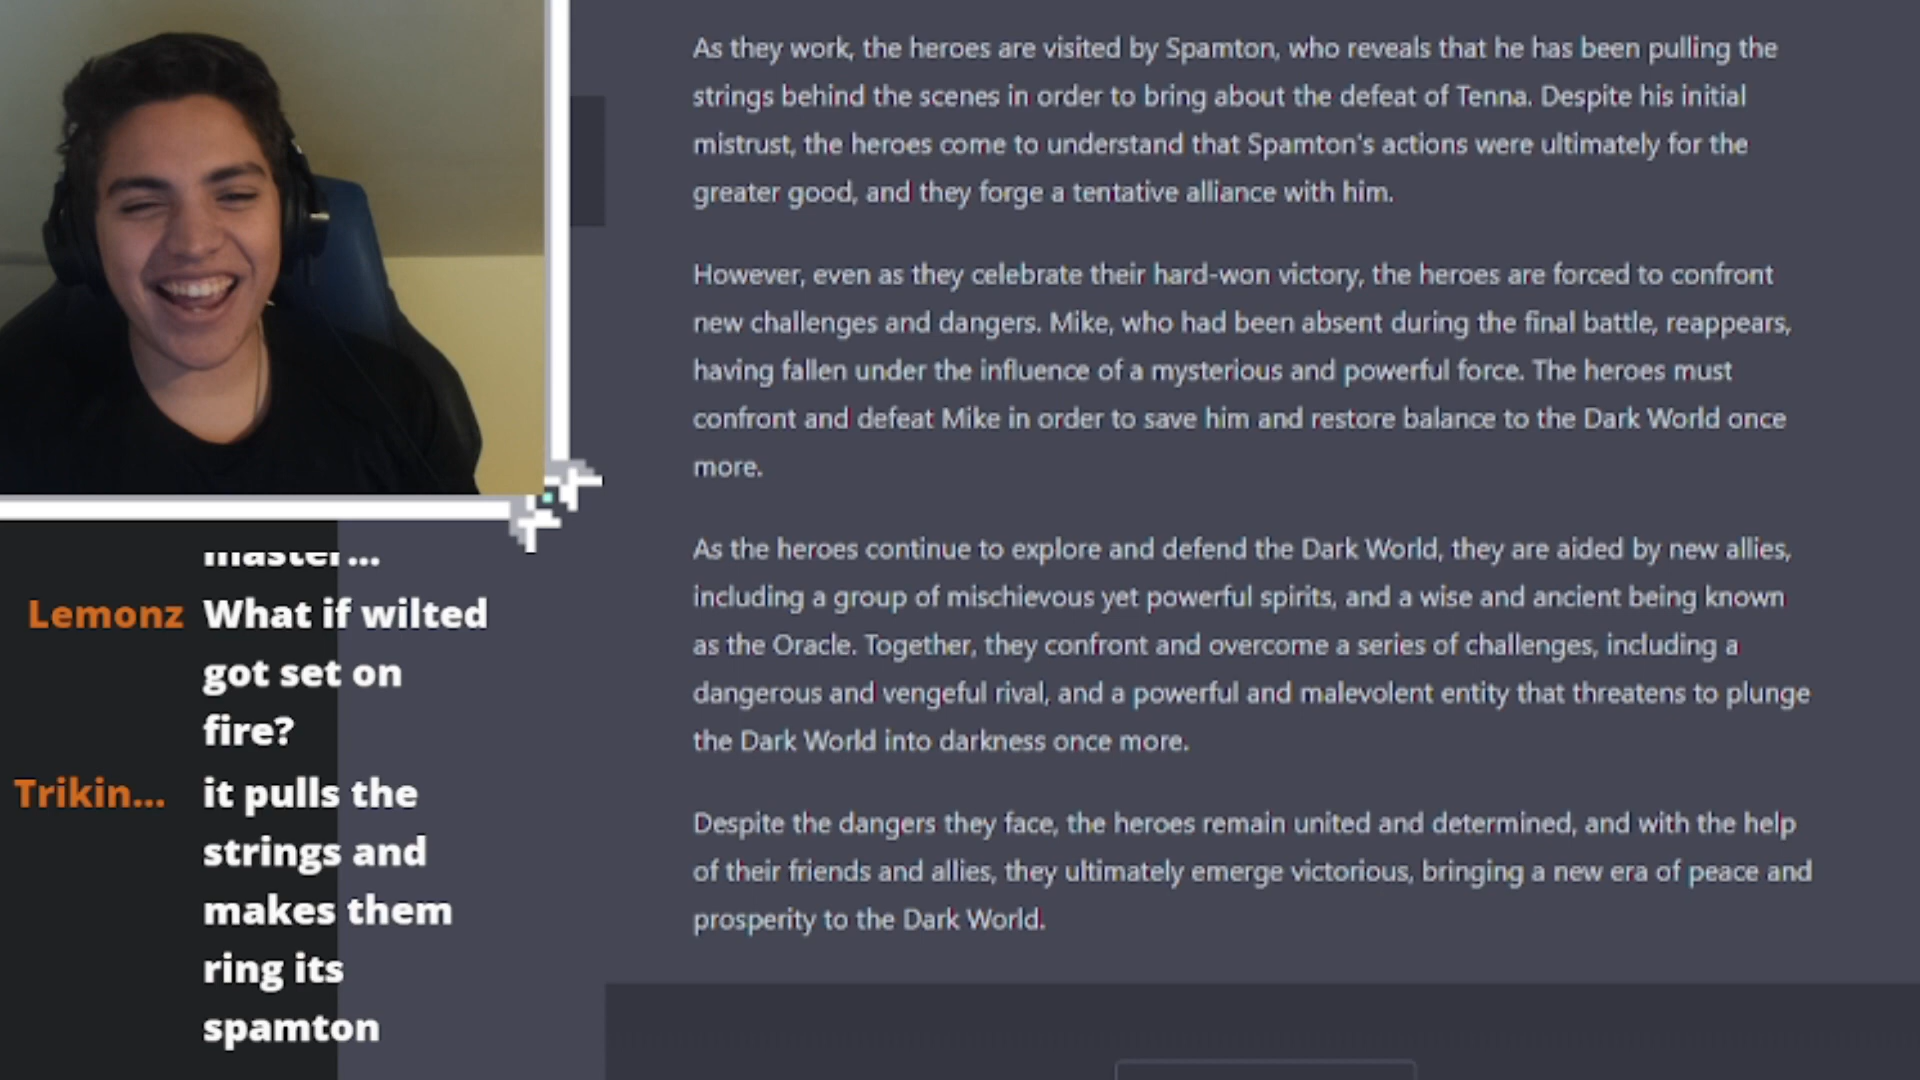 As they work, the heroes are visited by Spamton, who reveals that he has been pulling the
strings behind the scenes in order to bring about the defeat of Tenna. Despite his initial
mistrust, the heroes come to understand that Spamton's actions were ultimately for the
greater good, and they forge a tentative alliance with him.
However, even as they celebrate their hard-won victory, the heroes are forced to confront
new challenges and dangers. Mike, who had been absent during the final battle, reappears,
having fallen under the influence of a mysterious and powerful force. The heroes must
confront and defeat Mike in order to save him and restore balance to the Dark World once
more.
As the heroes continue to explore and defend the Dark World, they are aided by new allies,
including a group of mischievous yet powerful spirits, and a wise and ancient being known
as the Oracle. Together, they confront and overcome a series of challenges, including a
dangerous and vengeful rival, and a powerful and malevolent entity that threatens to plunge
the Dark World into darkness once more.
Despite the dangers they face, the heroes remain united and determined, and with the help
of their friends and allies, they ultimately emerge victorious, bringing a new era of peace and
prosperity to the Dark World.
master...
Lemonz What if wilted
got set on
fire?
Trikin... it pulls the
strings and
makes them
ring its
spamton